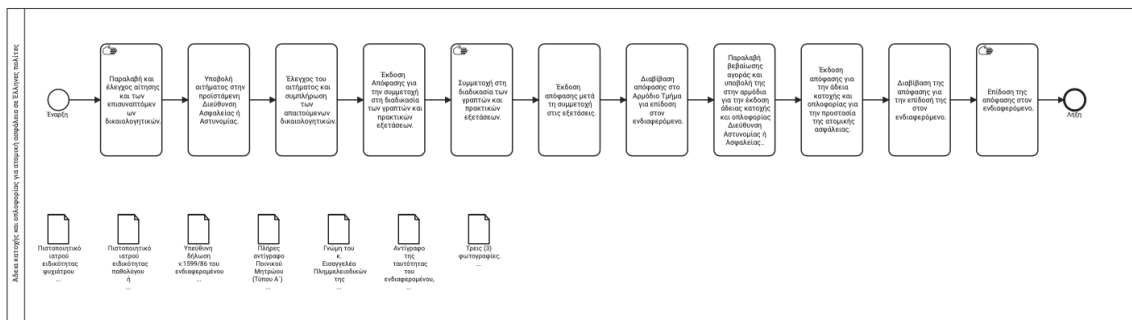 Άδεια κατοχής και οπλοφορίας για ατομική ασφάλεια σε Έλληνες πολίτες
Έναρξη
Παραλαβή και
έλεγχος αίτησης
και των
επισυναπτόμεν
ων
δικαιολογητικών.
Υποβολή
αιτήματος στην
προϊστάμενη
Διεύθυνση
Ασφαλείας ή
Αστυνομίας.
Έλεγχος του
αιτήματος και
συμπλήρωση
των
απαιτούμενων
δικαιολογητικών.
Έκδοση
Απόφασης για
την συμμετοχή
στη διαδικασία
των γραπτών και
πρακτικών
εξετάσεων.
Συμμετοχή στη
διαδικασία των
γραπτών και
πρακτικών
εξετάσεων.
Έκδοση
απόφασης μετά
τη συμμετοχή
στις εξετάσεις.
Διαβίβαση
απόφασης στο
Αρμόδιο Τμήμα
για επίδοση
στον
ενδιαφερόμενο.
Παραλαβή
βεβαίωσης
αγοράς και
υποβολή της
στην αρμόδια
για την έκδοση
άδειας κατοχής
και οπλοφορίας
Διεύθυνση
Αστυνομίας ή
Ασφαλείας..
Έκδοση
απόφασης για
την άδεια
κατοχής και
οπλοφορίας για
την προστασία
της ατομικής
ασφάλειας.
Διαβίβαση της
απόφασης για
την επίδοσή της
στον
ενδιαφερόμενο.
Επίδοση της
απόφασης στον
ενδιαφερόμενο.
Λήξη
Πιστοποιητικό
ιατρού
ειδικότητας
ψυχιάτρου
...
Πιστοποιητικό
ιατρού
ειδικότητας
παθολόγου
ή
...
Υπεύθυνη
δήλωση
ν.1599/86 του
ενδιαφερομένου
...
Πλήρες
αντίγραφο
Ποινικού
Μητρώου
(Τύπου Α΄)
...
Γνώμη του
κ.
Εισαγγελέα
Πλημμελειοδικών
της
...
Αντίγραφο
της
ταυτότητας
του
ενδιαφερομένου,
...
Τρεις (3)
φωτογραφίες.
...